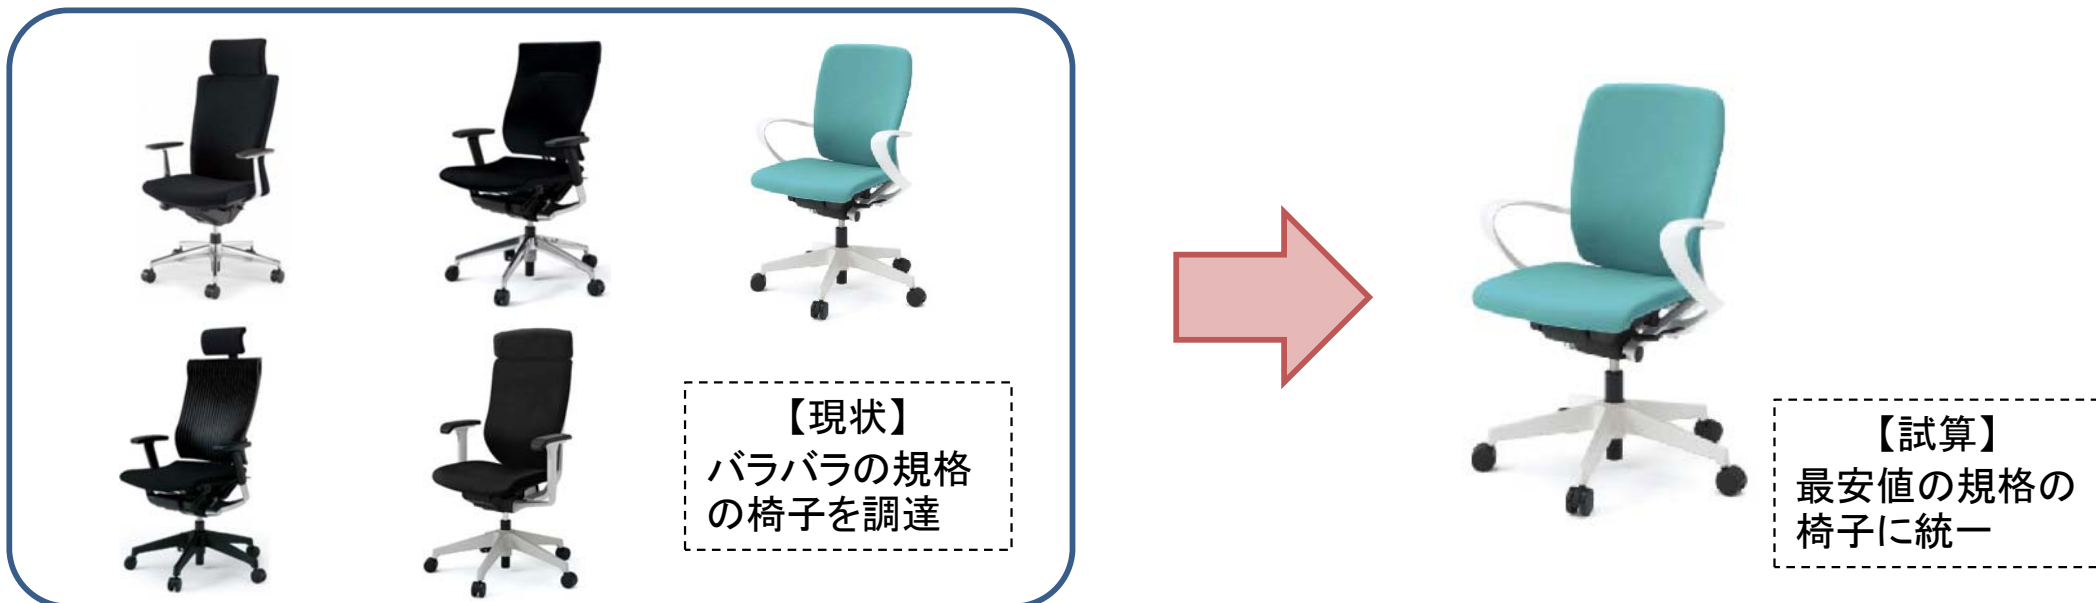 【現状】
バラバラの規格
の椅子を調達
【試算】
最安値の規格の
椅子に統一